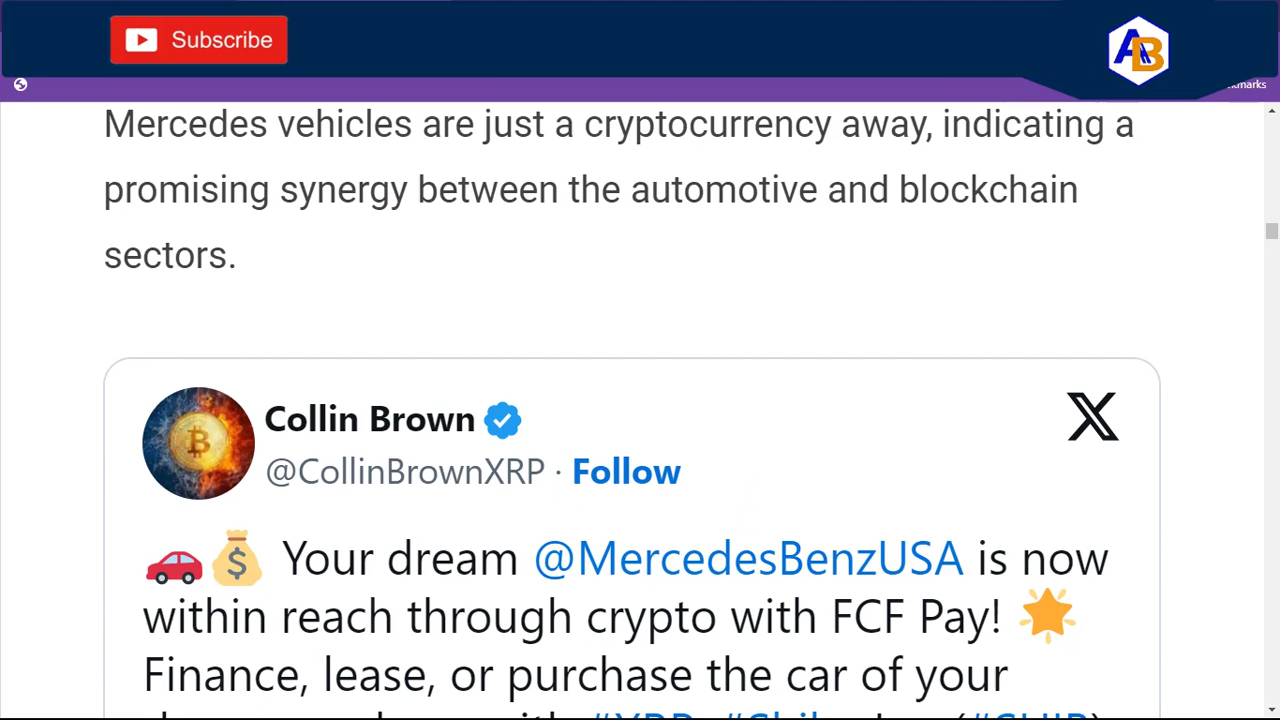 Subscribe
AB
kmarks
Mercedes vehicles are just a cryptocurrency away, indicating a
promising synergy between the automotive and blockchain
sectors.
Collin Brown
@CollinBrownXRP · Follow
🚗💰 Your dream @MercedesBenzUSA is now
within reach through crypto with FCF Pay! 🌟
Finance, lease, or purchase the car of your